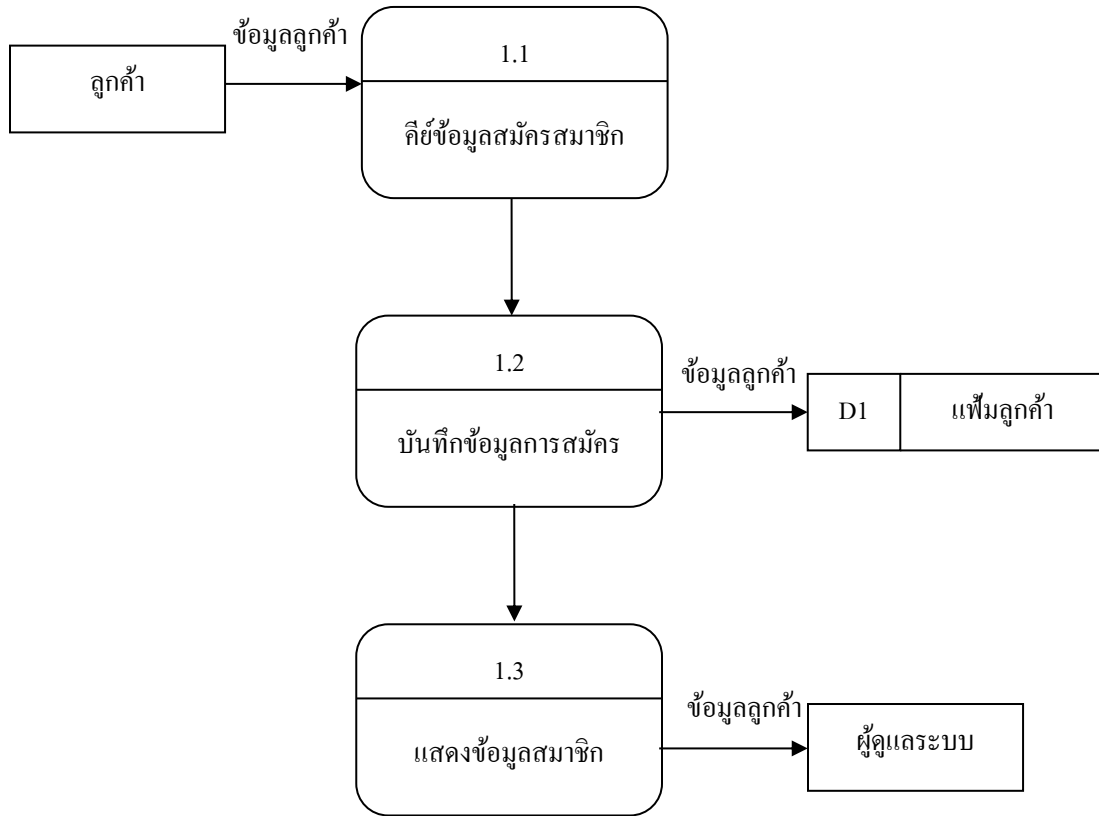 ข้อมูลลูกค้า
ลูกค้า
1.1
คีย์ข้อมูลสมัครสมาชิก
1.2
บันทึกข้อมูลการสมัคร
ข้อมูลลูกค้า
D1
แฟ้มลูกค้า
1.3
แสดงข้อมูลสมาชิก
ข้อมูลลูกค้า
ผู้ดูแลระบบ